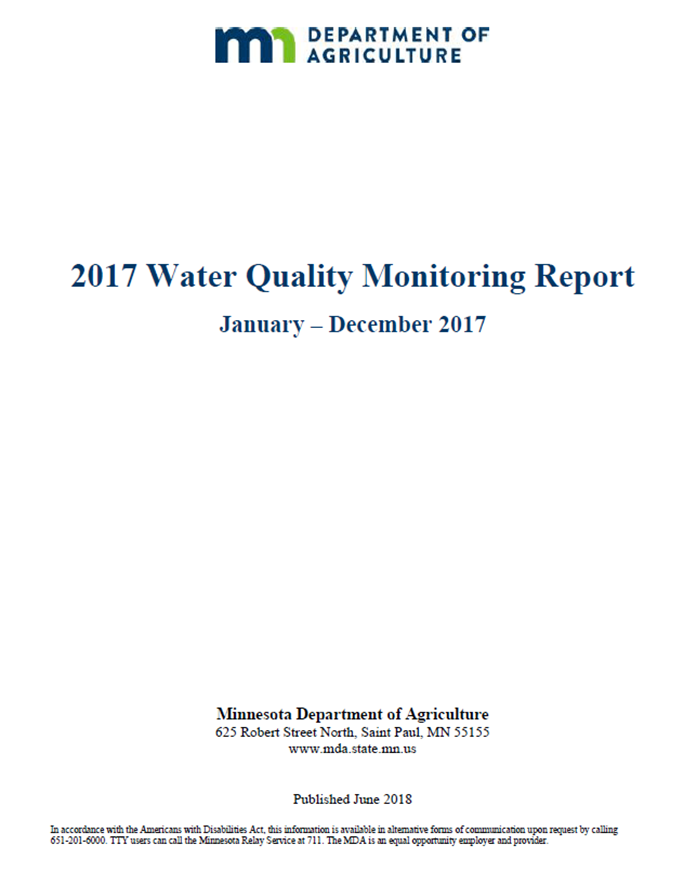 mn DEPARTMENT OF
AGRICULTURE
2017 Water Quality Monitoring Report
January – December 2017
Minnesota Department of Agriculture
625 Robert Street North, Saint Paul, MN 55155
www.mda.state.mn.us
Published June 2018
In accordance with the Americans with Disabilities Act, this information is available in alternative forms of communication upon request by calling
651-201-6000. TTY users can call the Minnesota Relay Service at 711. The MDA is an equal opportunity employer and provider.